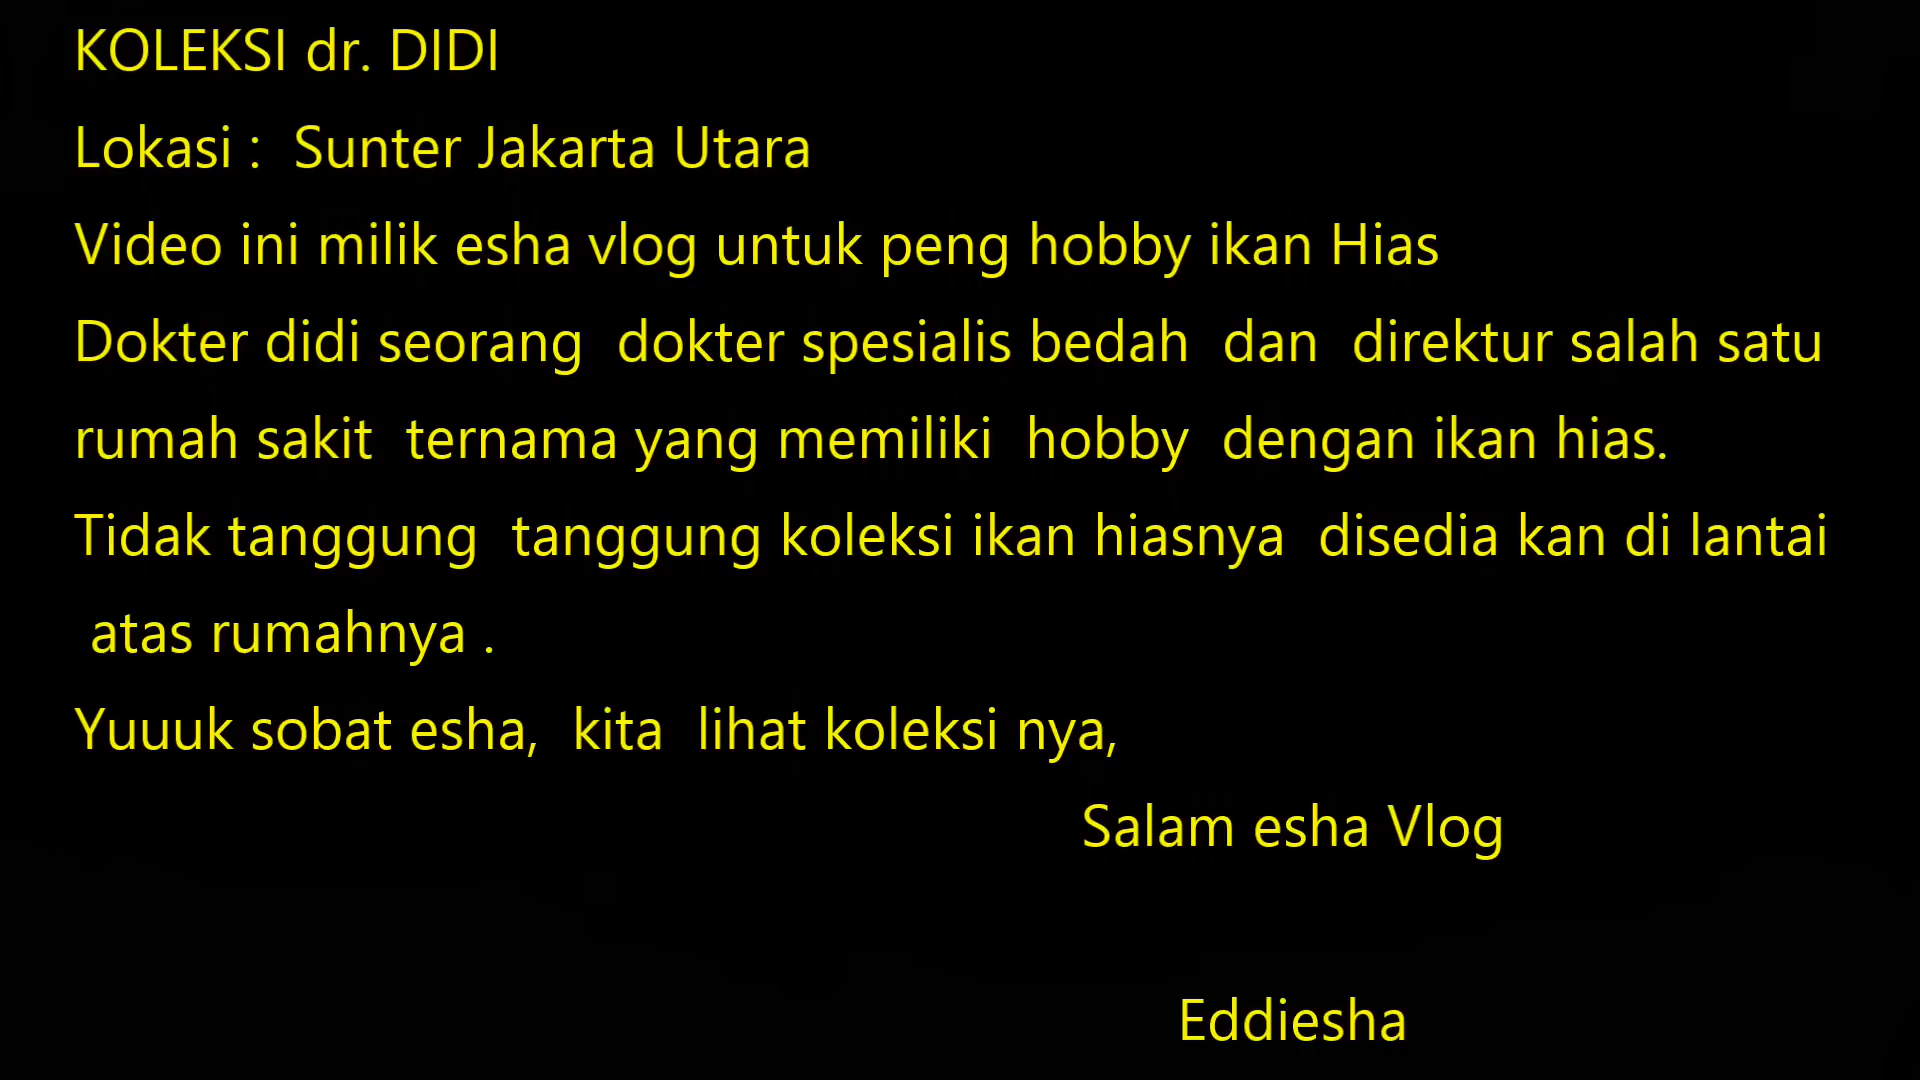 KOLEKSI dr. DIDI
Lokasi :  Sunter Jakarta Utara
Video ini milik esha vlog untuk peng hobby ikan Hias
Dokter didi seorang  dokter spesialis bedah  dan  direktur salah satu
rumah sakit  ternama yang memiliki  hobby  dengan ikan hias.
Tidak tanggung  tanggung koleksi ikan hiasnya  disedia kan di lantai
atas rumahnya .
Yuuuk sobat esha,  kita  lihat koleksi nya,
Salam esha Vlog
Eddiesha